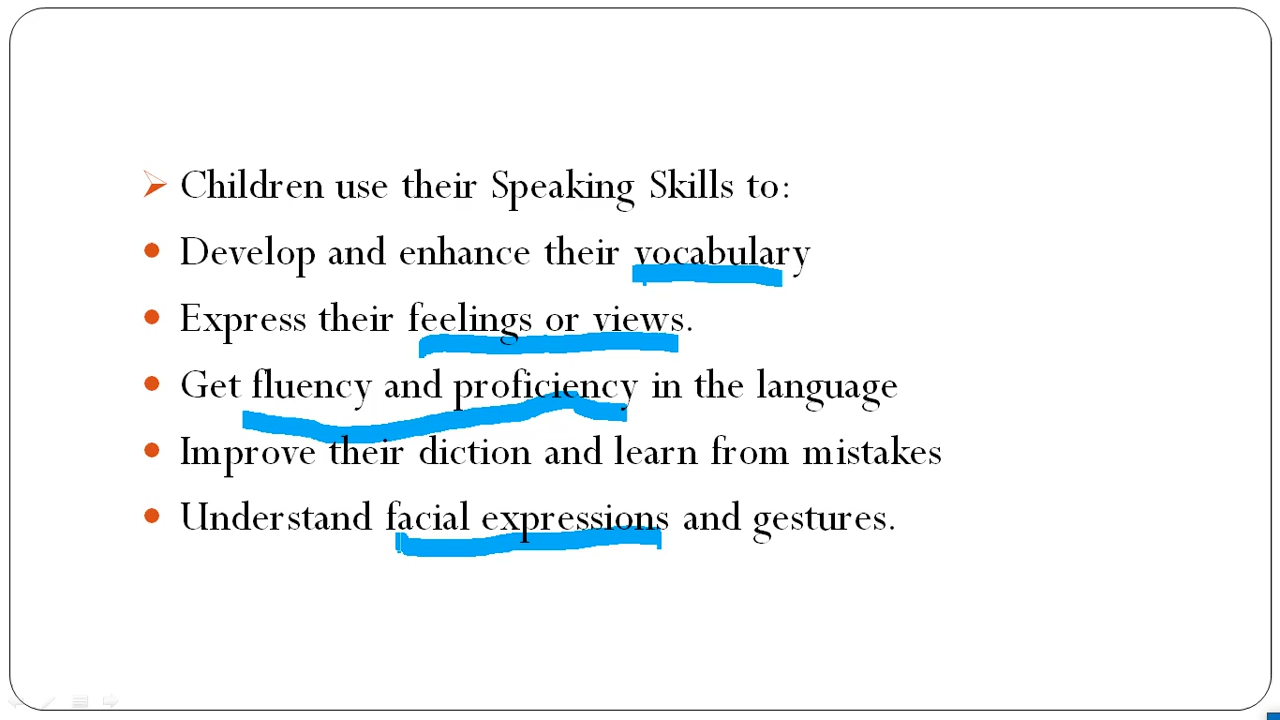 Children use their Speaking Skills to:
Develop and enhance their vocabulary
Express their feelings or views.
Get fluency and proficiency in the language
Improve their diction and learn from mistakes
Understand facial expressions and gestures.